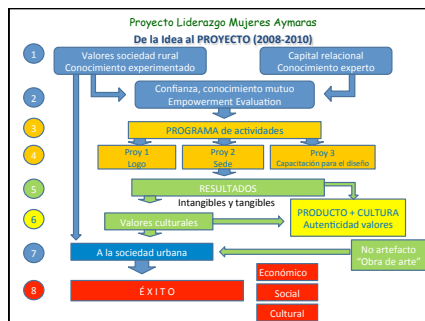 Proyecto Liderazgo Mujeres Aymaras
De la Idea al PROYECTO (2008-2010)
1
Valores sociedad rural
Conocimiento experimentado
Capital relacional
Conocimiento experto
2
Confianza, conocimiento mutuo
Empowerment Evaluation
3
PROGRAMA de actividades
4
Proy 1
Logo
Proy 2
Sede
Proy 3
Capacitación para el diseño
5
RESULTADOS
Intangibles y tangibles
6
Valores culturales
PRODUCTO + CULTURA
Autenticidad valores
7
A la sociedad urbana
No artefacto
"Obra de arte"
8
ÉXITO
Económico
Social
Cultural